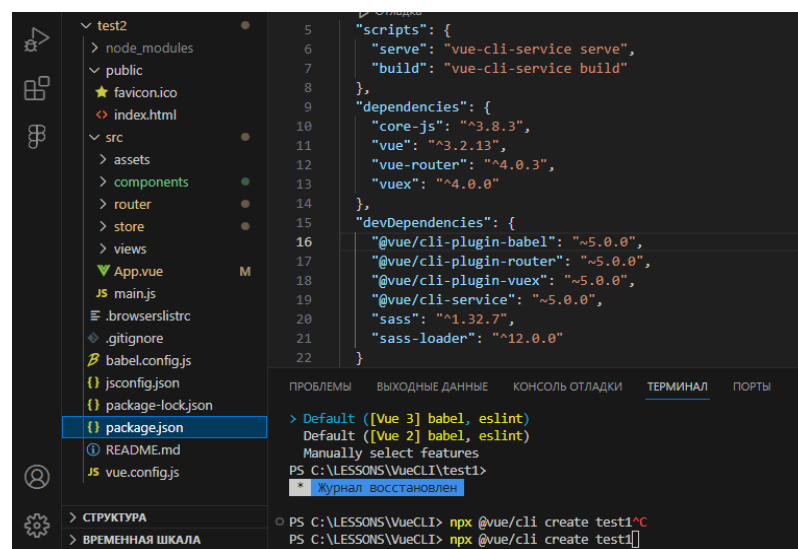 test2
node_modules
public
favicon.ico
index.html
src
assets
components
router
store
views
App.vue M
JS main.js
.browserslistrc
.gitignore
babel.config.js
{} jsconfig.json
{} package-lock.json
{} package.json
README.md
JS vue.config.js
СТРУКТУРА
ВРЕМЕННАЯ ШКАЛА
Отладка
5 "scripts": {
6 "serve": "vue-cli-service serve",
7 "build": "vue-cli-service build"
8 },
9 "dependencies": {
10 "core-js": "^3.8.3",
11 "vue": "^3.2.13",
12 "vue-router": "^4.0.3",
13 "vuex": "^4.0.0"
14 },
15 "devDependencies": {
16 "@vue/cli-plugin-babel": "~5.0.0",
17 "@vue/cli-plugin-router": "~5.0.0",
18 "@vue/cli-plugin-vuex": "~5.0.0",
19 "@vue/cli-service": "~5.0.0",
20 "sass": "^1.32.7",
21 "sass-loader": "^12.0.0"
22 }
ПРОБЛЕМЫ ВЫХОДНЫЕ ДАННЫЕ КОНСОЛЬ ОТЛАДКИ ТЕРМИНАЛ ПОРТЫ
> Default ([Vue 3] babel, eslint)
Default ([Vue 2] babel, eslint)
Manually select features
PS C:\LESSONS\VueCLI\test1>
* Журнал восстановлен
PS C:\LESSONS\VueCLI> npx @vue/cli create test1^C
PS C:\LESSONS\VueCLI> npx @vue/cli create test1